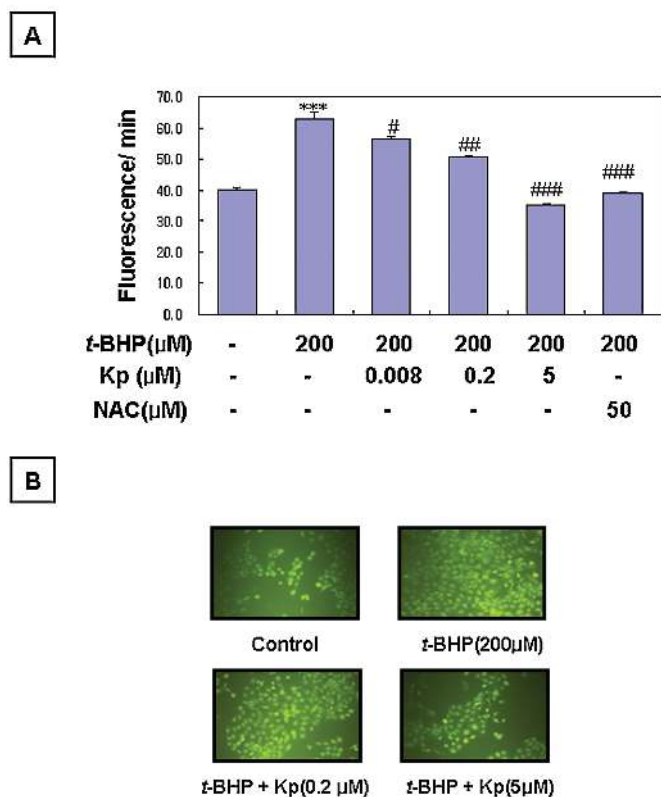 A
70.0
60.0
50.0
40.0
30.0
20.0
10.0
0.0
Fluorescence/ min
***
#
##
###
###
t-BHP(µM) - 200 200 200 200 200
Kp (µM) - - 0.008 0.2 5 -
NAC(µM) - - - - - 50
B
Control t-BHP(200µM)
t-BHP + Kp(0.2 µM) t-BHP + Kp(5µM)